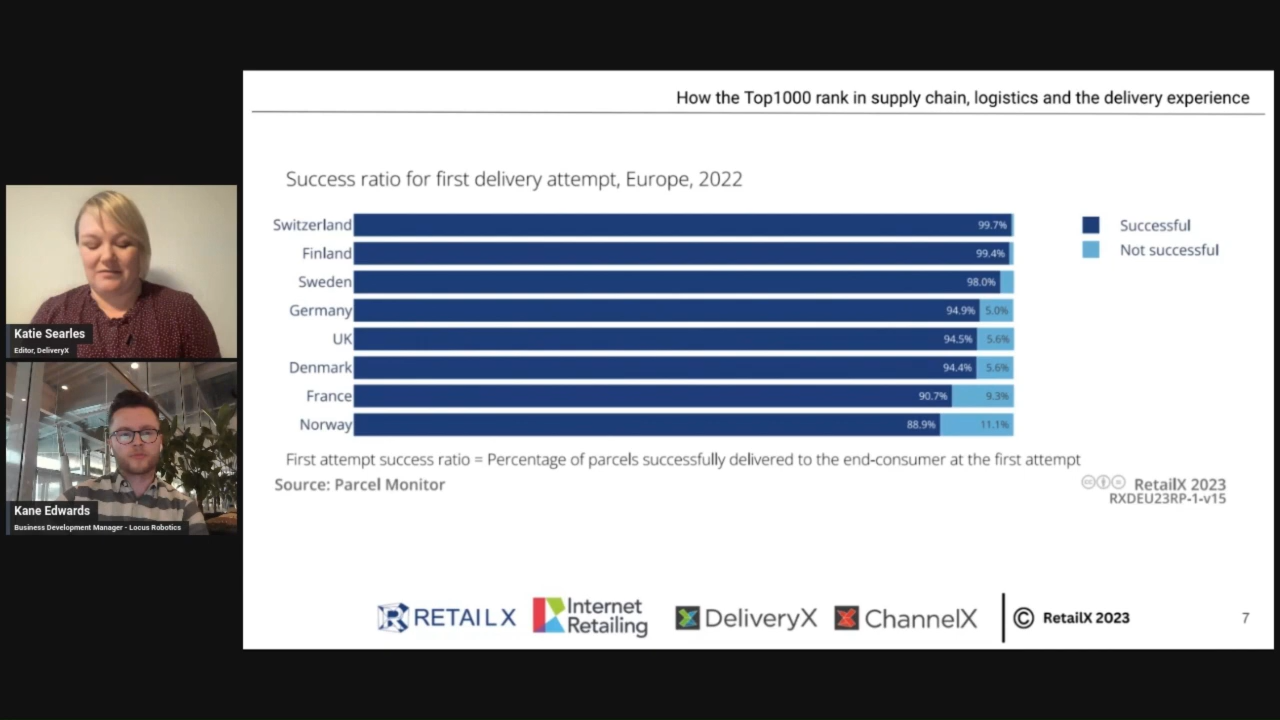 How the Top1000 rank in supply chain, logistics and the delivery experience
Success ratio for first delivery attempt, Europe, 2022
Switzerland 99.7%
Finland 99.4%
Sweden 98.0%
Germany 94.9% 5.0%
UK 94.5% 5.6%
Denmark 94.4% 5.6%
France 90.7% 9.3%
Norway 88.9% 11.1%
Successful
Not successful
First attempt success ratio = Percentage of parcels successfully delivered to the end-consumer at the first attempt
Source: Parcel Monitor
RetailX 2023
RXDEU23RP-1-v15
Katie Searles
Editor, DeliveryX
Kane Edwards
Business Development Manager - Locus Robotics
RETAIL X
Internet
Retailing
DeliveryX
ChannelX
© RetailX 2023
7